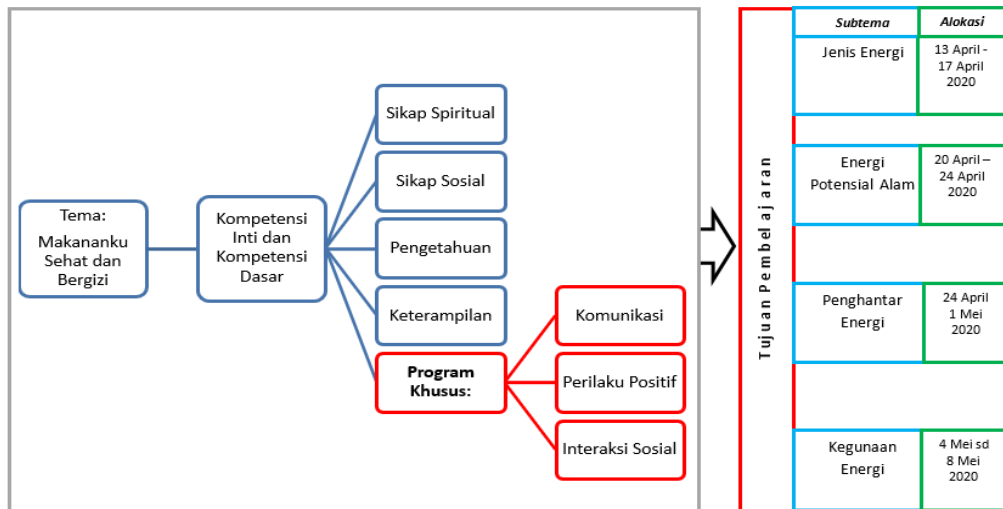 Tema:
Makananku
Sehat dan
Bergizi
Kompetensi
Inti dan
Kompetensi
Dasar
Sikap Spiritual
Sikap Sosial
Pengetahuan
Keterampilan
Program
Khusus:
Komunikasi
Perilaku Positif
Interaksi Sosial
Tujuan Pembelajaran
Subtema
Alokasi
Jenis Energi
13 April -
17 April
2020
Energi
Potensial Alam
20 April –
24 April
2020
Penghantar
Energi
24 April
1 Mei
2020
Kegunaan
Energi
4 Mei sd
8 Mei
2020